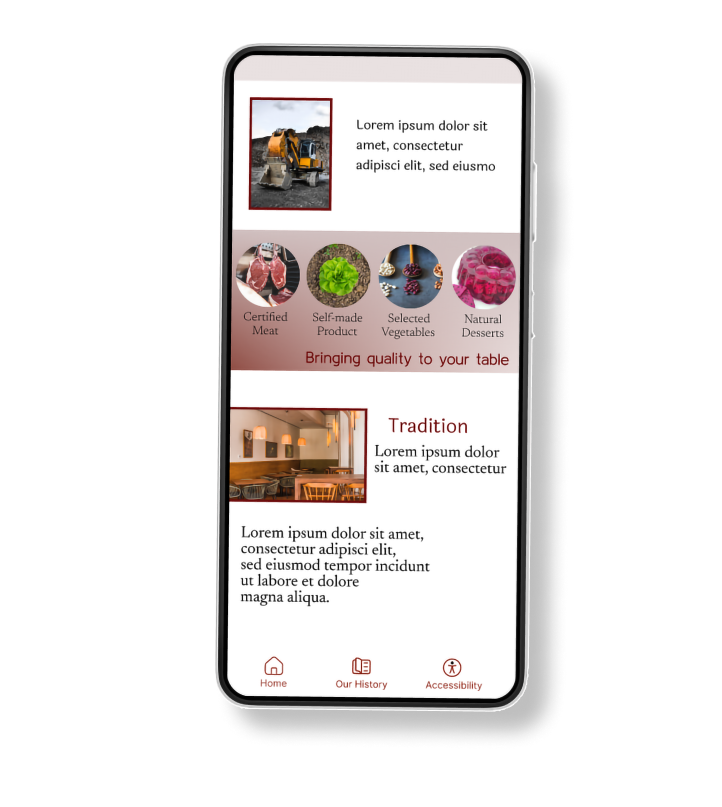 Lorem ipsum dolor sit
amet, consectetur
adipisci elit, sed eiusmo
Certified
Meat
Self-made
Product
Selected
Vegetables
Natural
Desserts
Bringing quality to your table
Tradition
Lorem ipsum dolor
sit amet, consectetur
Lorem ipsum dolor sit amet,
consectetur adipisci elit,
sed eiusmod tempor incidunt
ut labore et dolore
magna aliqua.
Home
Our History
Accessibility